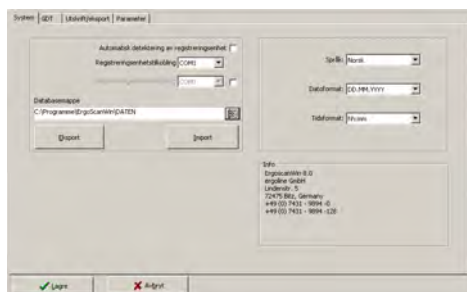 System GDT Utskrift/eksport Parameter
Automatisk detektering av registreringsenhet
Registreringsenhetstilkobling COM1
COM1
Databasemappe
C:\Programme\ErgoScanWin\DATEN
Eksport Import
Språk: Norsk
Datoformat: DD.MM.YYYY
Tidsformat: hh:mm
Info
ErgoscanWin 8.0
ergoline GmbH
Lindenstr. 5
72475 Bitz, Germany
+49 (0) 7431 - 9894 -0
+49 (0) 7431 - 9894 -128
Lagre Avbryt